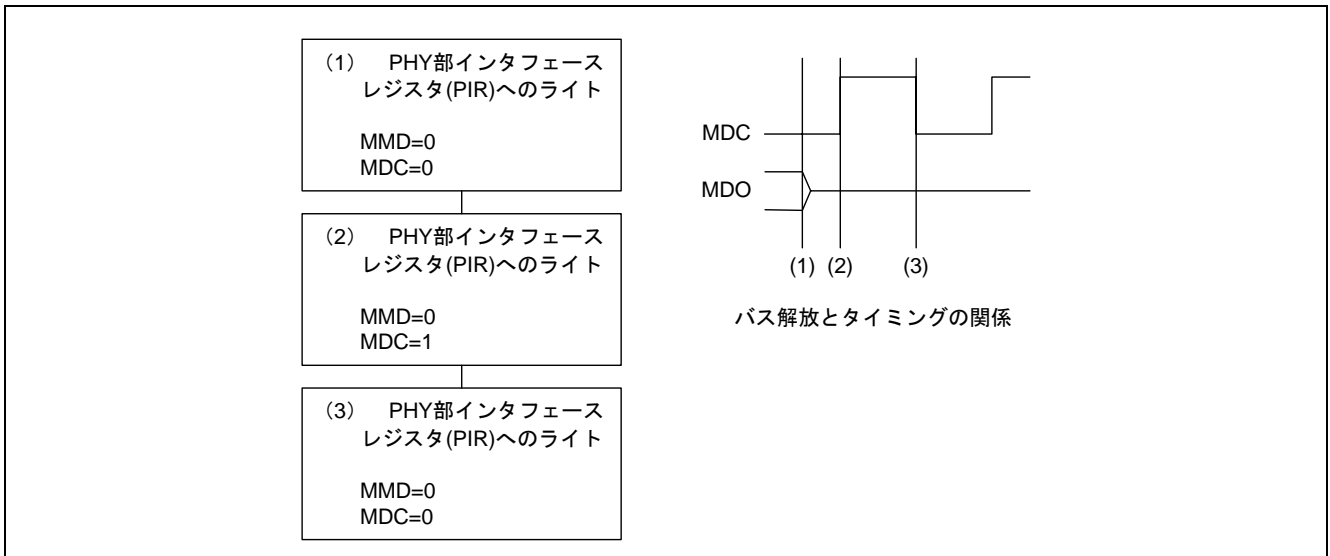 （1） PHY部インタフェース
レジスタ(PIR)へのライト
MMD=0
MDC=0
（2） PHY部インタフェース
レジスタ(PIR)へのライト
MMD=0
MDC=1
（3） PHY部インタフェース
レジスタ(PIR)へのライト
MMD=0
MDC=0
MDC
MDO
(1) (2) (3)
バス解放とタイミングの関係